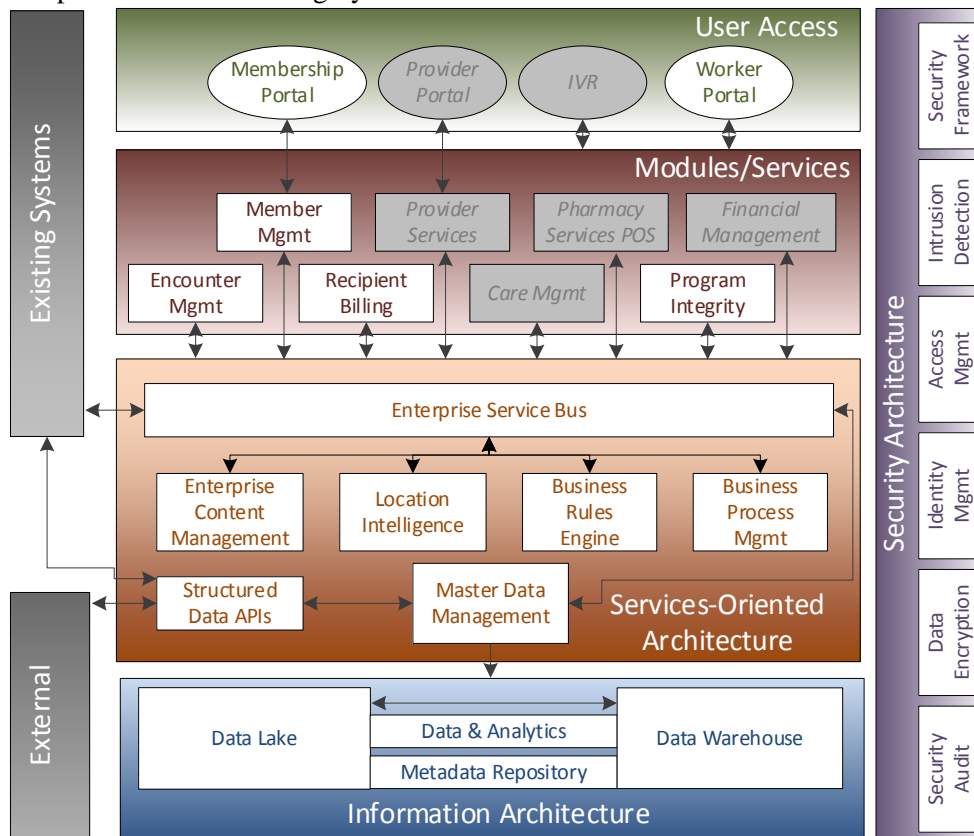 User Access
Membership
Portal
Provider
Portal
IVR
Worker
Portal
Modules/Services
Member
Mgmt
Provider
Services
Pharmacy
Services POS
Financial
Management
Encounter
Mgmt
Recipient
Billing
Care Mgmt
Program
Integrity
Existing Systems
Enterprise Service Bus
Enterprise
Content
Management
Location
Intelligence
Business
Rules
Engine
Business
Process
Mgmt
Structured
Data APIs
Master Data
Management
Services-Oriented
Architecture
External
Data Lake
Data & Analytics
Metadata Repository
Data Warehouse
Information Architecture
Security Architecture
Security
Framework
Intrusion
Detection
Access
Mgmt
Identity
Mgmt
Data
Encryption
Security
Audit